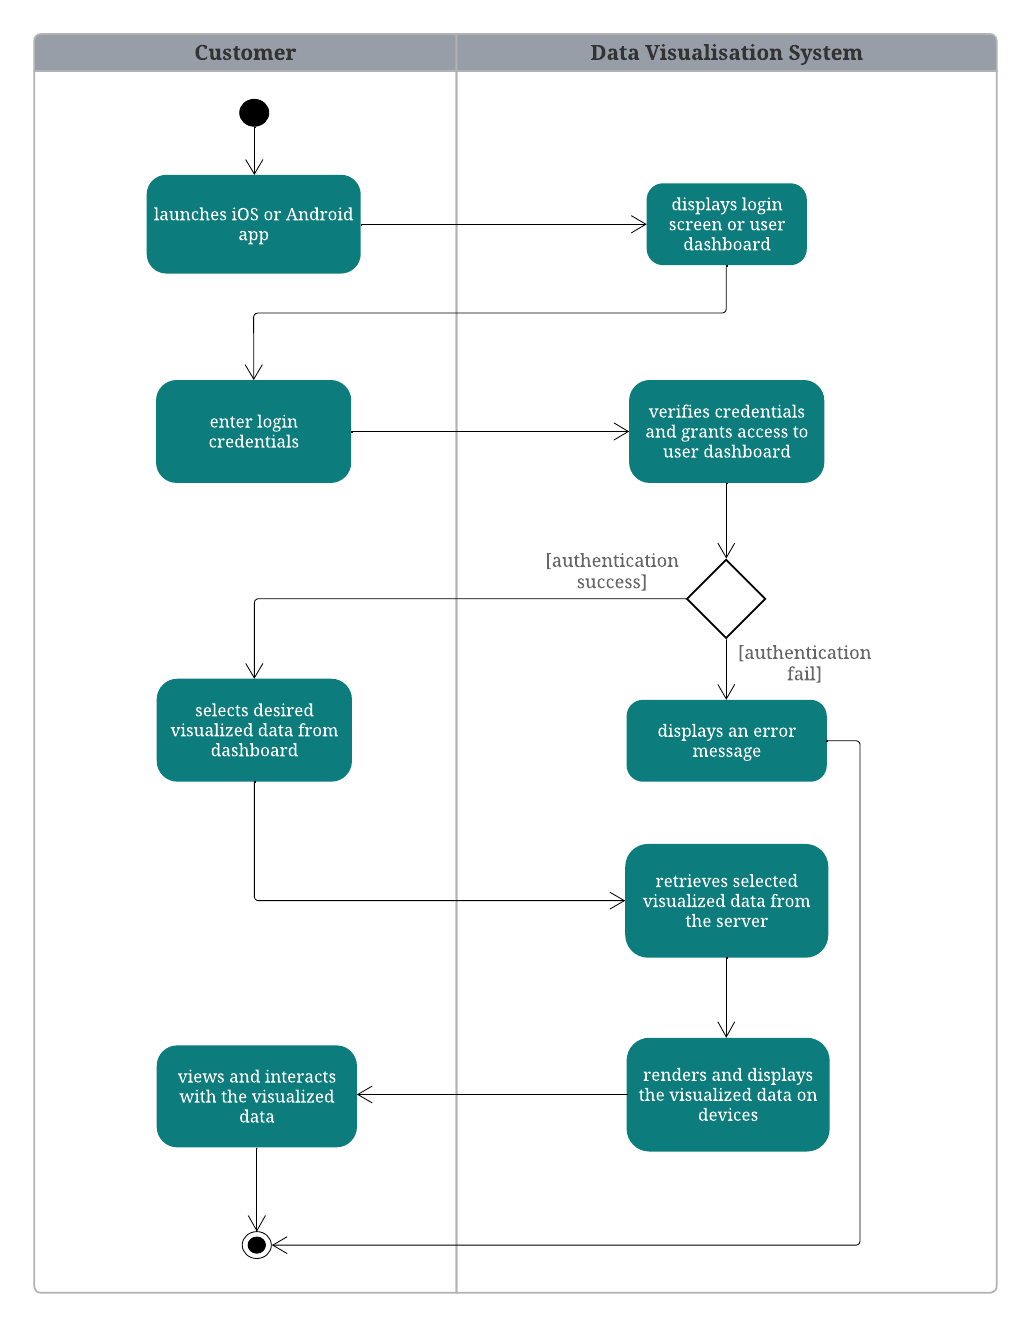 Customer
Data Visualisation System
launches iOS or Android
app
displays login
screen or user
dashboard
enter login
credentials
verifies credentials
and grants access to
user dashboard
[authentication
success]
[authentication
fail]
selects desired
visualized data from
dashboard
displays an error
message
retrieves selected
visualized data from
the server
views and interacts
with the visualized
data
renders and displays
the visualized data on
devices